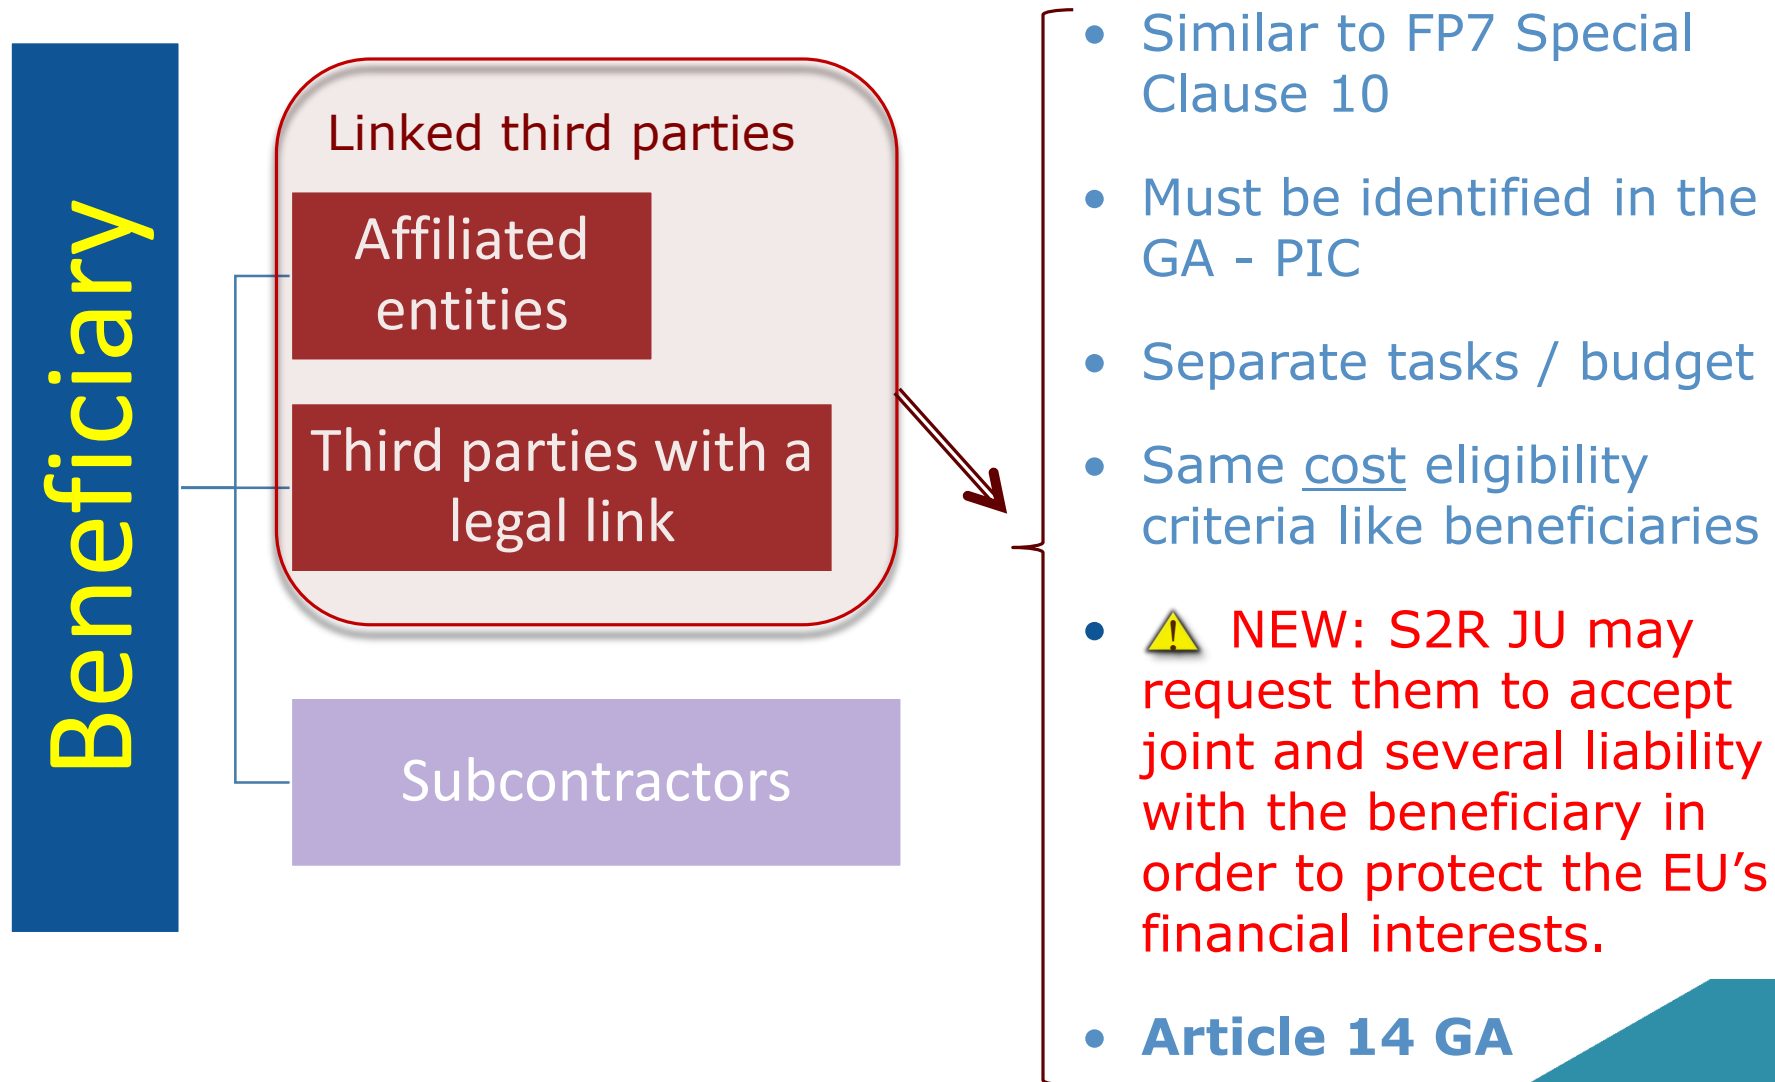 Beneficiary
Linked third parties
Affiliated
entities
Third parties with a
legal link
Subcontractors
• Similar to FP7 Special
Clause 10
• Must be identified in the
GA - PIC
• Separate tasks / budget
• Same cost eligibility
criteria like beneficiaries
• NEW: S2R JU may
request them to accept
joint and several liability
with the beneficiary in
order to protect the EU’s
financial interests.
• Article 14 GA